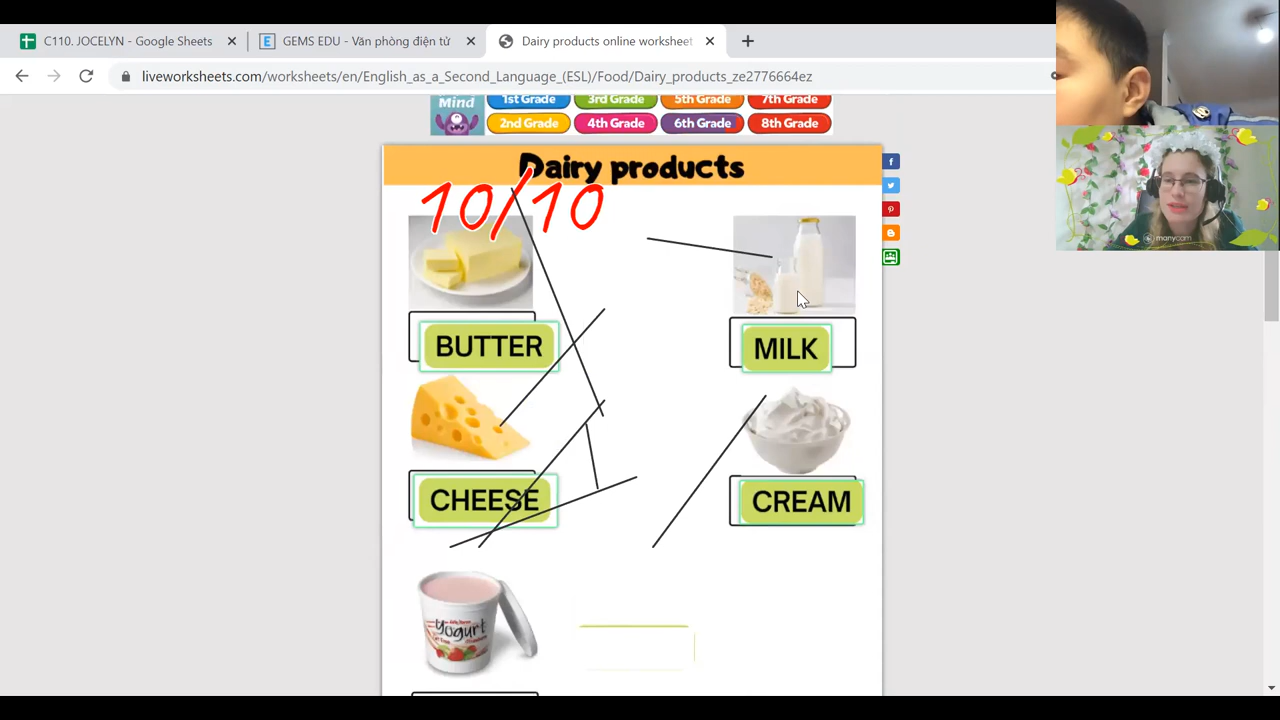 C110. JOCELYN - Google Sheets
GEMS EDU - Văn phòng điện tử
Dairy products online worksheet
liveworksheets.com/worksheets/en/English_as_a_Second_Language_(ESL)/Food/Dairy_products_ze2776664ez
Mind
1st Grade 3rd Grade 5th Grade 7th Grade
2nd Grade 4th Grade 6th Grade 8th Grade
Dairy products
10/10
BUTTER
MILK
CHEESE
CREAM
Yogurt
manycam